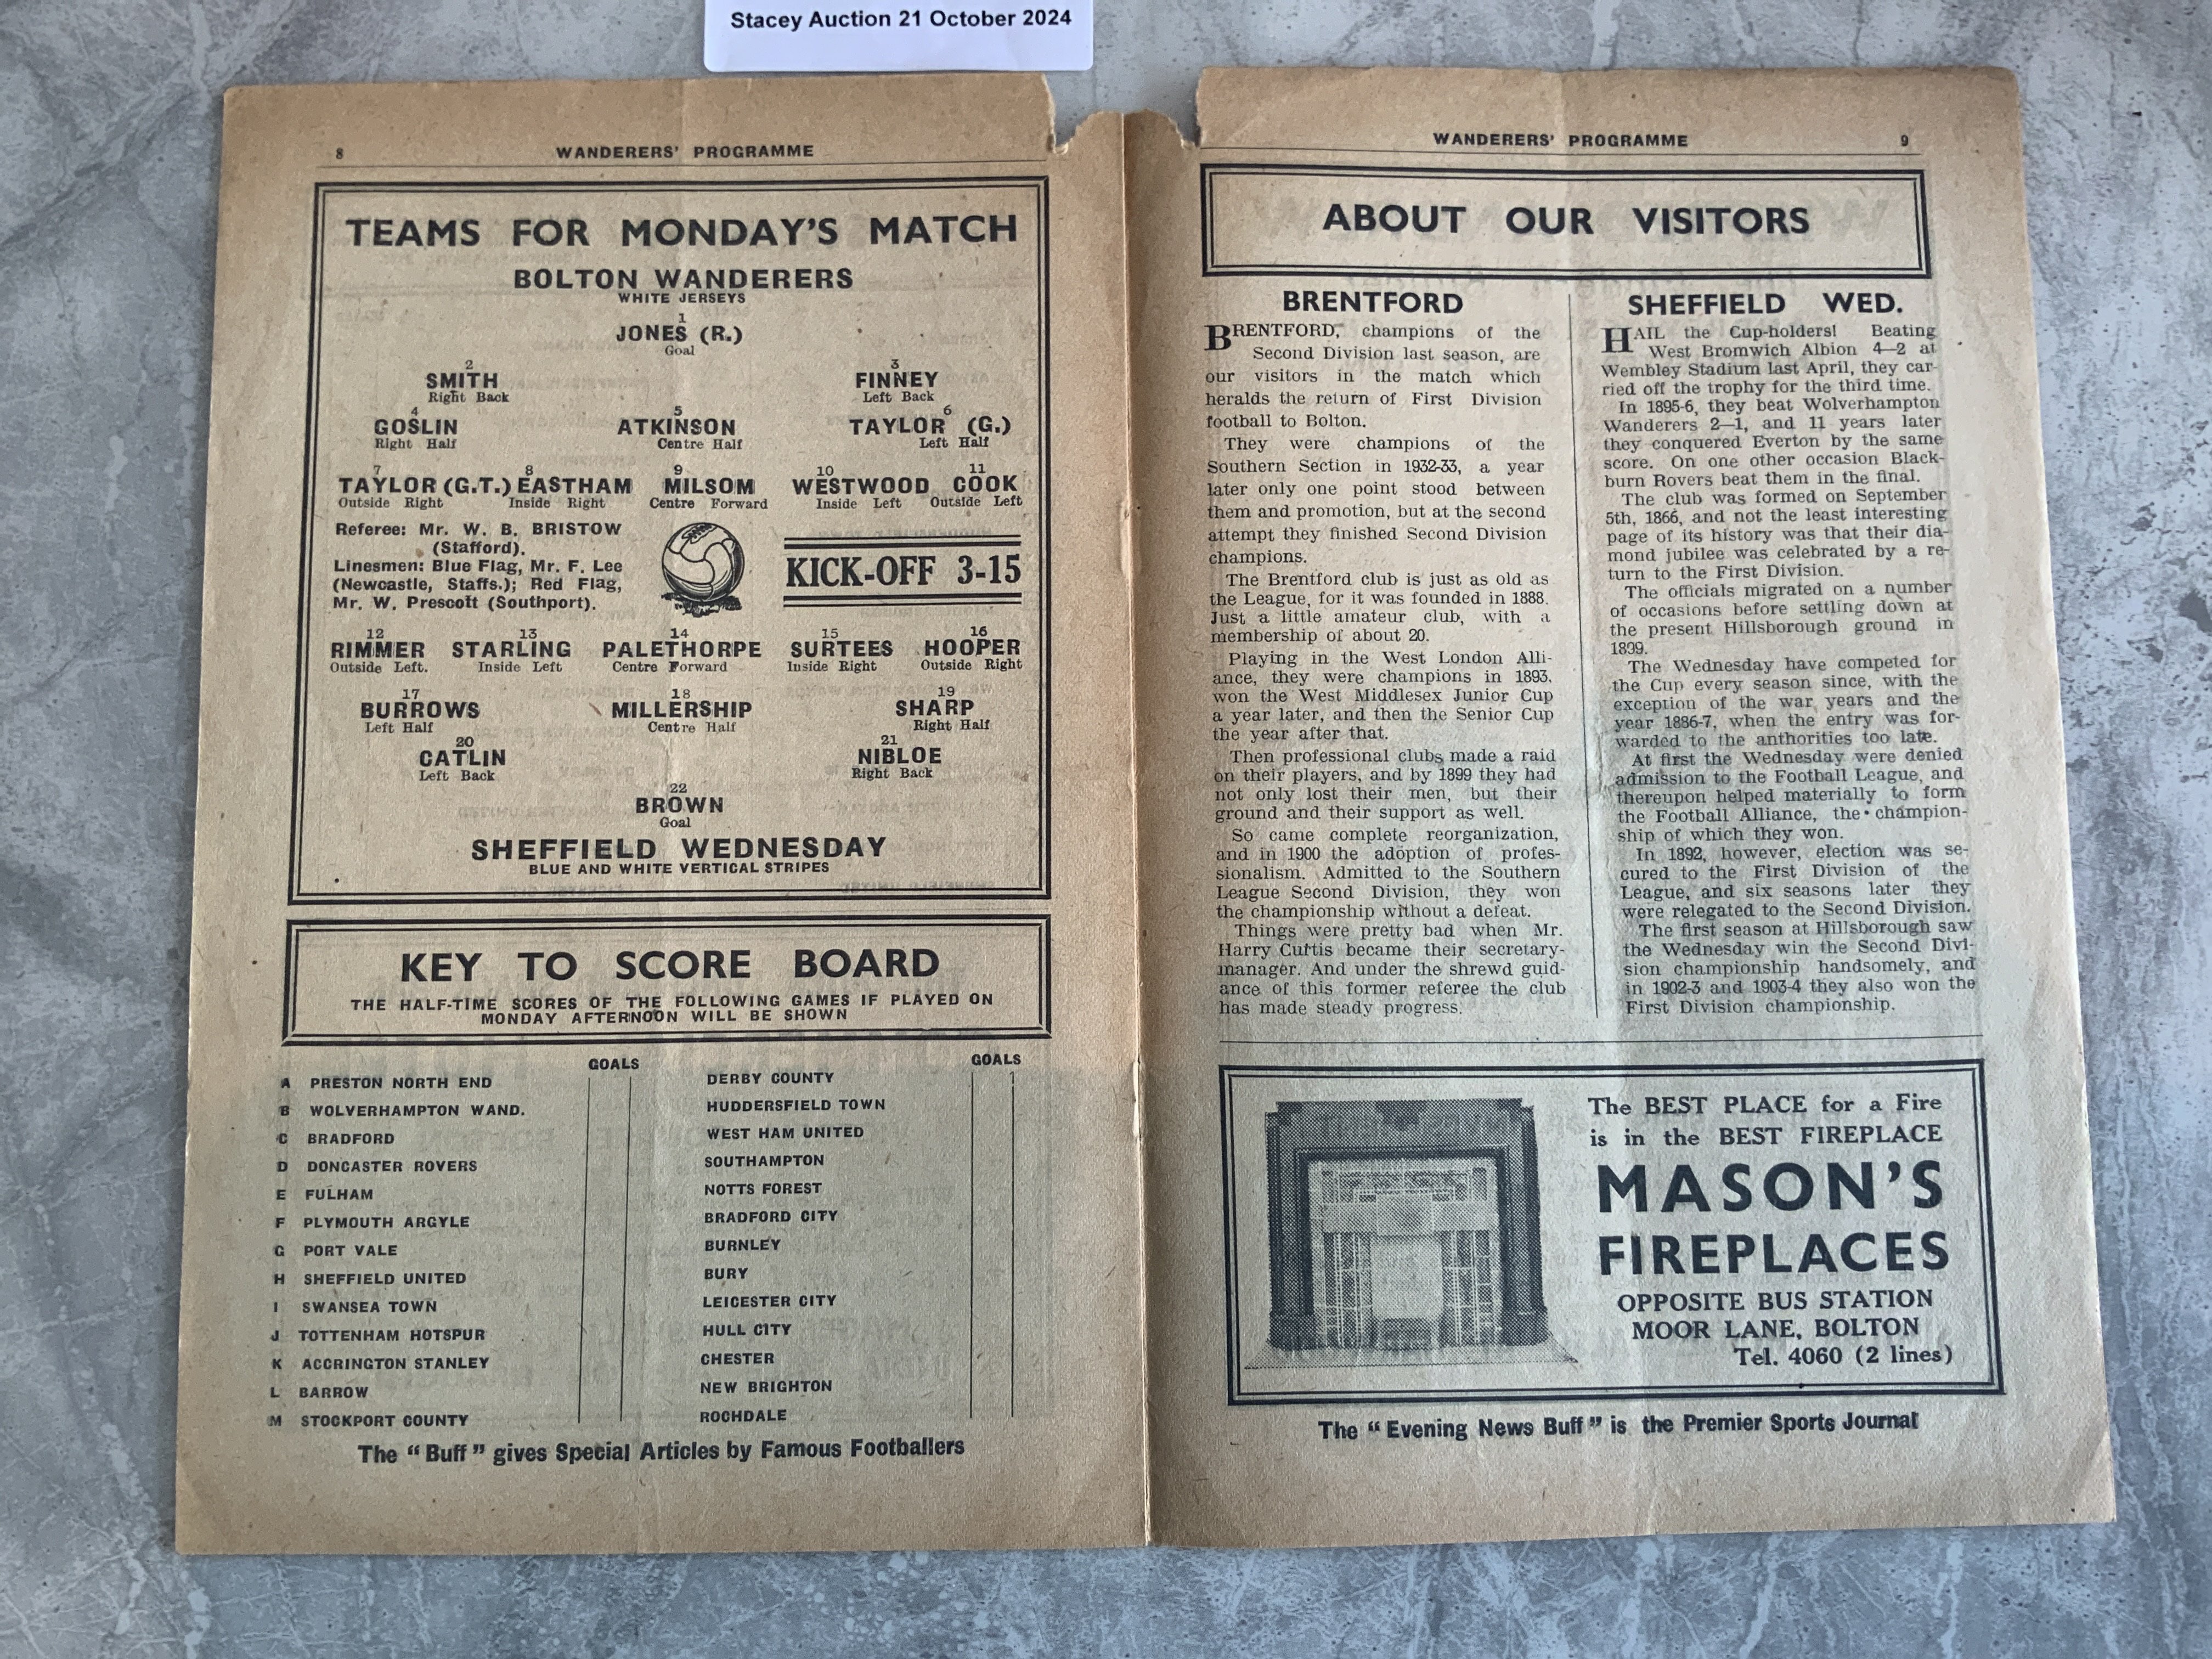 Stacey Auction 21 October 2024
8 WANDERERS' PROGRAMME
TEAMS FOR MONDAY'S MATCH
BOLTON WANDERERS
WHITE JERSEYS
1
JONES (R.)
Goal
2 3
SMITH FINNEY
Right Back Left Back
4 5 6
GOSLIN ATKINSON TAYLOR (G.)
Right Half Centre Half Left Half
7 8 9 10 11
TAYLOR (G.T.) EASTHAM MILSOM WESTWOOD COOK
Outside Right Inside Right Centre Forward Inside Left Outside Left
Referee: Mr. W. B. BRISTOW
(Stafford).
Linesmen: Blue Flag, Mr. F. Lee
(Newcastle, Staffs.); Red Flag,
Mr. W. Prescott (Southport).
KICK-OFF 3-15
12 13 14 15 16
RIMMER STARLING PALETHORPE SURTEES HOOPER
Outside Left. Inside Left Centre Forward Inside Right Outside Right
17 18 19
BURROWS MILLERSHIP SHARP
Left Half Centre Half Right Half
20 21
CATLIN NIBLOE
Left Back Right Back
22
BROWN
Goal
SHEFFIELD WEDNESDAY
BLUE AND WHITE VERTICAL STRIPES
KEY TO SCORE BOARD
THE HALF-TIME SCORES OF THE FOLLOWING GAMES IF PLAYED ON
MONDAY AFTERNOON WILL BE SHOWN
GOALS GOALS
A PRESTON NORTH END DERBY COUNTY
B WOLVERHAMPTON WAND. HUDDERSFIELD TOWN
C BRADFORD WEST HAM UNITED
D DONCASTER ROVERS SOUTHAMPTON
E FULHAM NOTTS FOREST
F PLYMOUTH ARGYLE BRADFORD CITY
G PORT VALE BURNLEY
H SHEFFIELD UNITED BURY
I SWANSEA TOWN LEICESTER CITY
J TOTTENHAM HOTSPUR HULL CITY
K ACCRINGTON STANLEY CHESTER
L BARROW NEW BRIGHTON
M STOCKPORT COUNTY ROCHDALE
The "Buff" gives Special Articles by Famous Footballers
WANDERERS' PROGRAMME 9
ABOUT OUR VISITORS
BRENTFORD
BRENTFORD, champions of the
Second Division last season, are
our visitors in the match which
heralds the return of First Division
football to Bolton.
They were champions of the
Southern Section in 1932-33, a year
later only one point stood between
them and promotion, but at the second
attempt they finished Second Division
champions.
The Brentford club is just as old as
the League, for it was founded in 1888.
Just a little amateur club, with a
membership of about 20.
Playing in the West London Alli-
ance, they were champions in 1893,
won the West Middlesex Junior Cup
a year later, and then the Senior Cup
the year after that.
Then professional clubs made a raid
on their players, and by 1899 they had
not only lost their men, but their
ground and their support as well.
So came complete reorganization,
and in 1900 the adoption of profes-
sionalism. Admitted to the Southern
League Second Division, they won
the championship without a defeat.
Things were pretty bad when Mr.
Harry Curtis became their secretary-
manager. And under the shrewd guid-
ance of this former referee the club
has made steady progress.
SHEFFIELD WED.
HAIL the Cup-holders! Beating
West Bromwich Albion 4—2 at
Wembley Stadium last April, they car-
ried off the trophy for the third time.
In 1895-6, they beat Wolverhampton
Wanderers 2—1, and 11 years later
they conquered Everton by the same
score. On one other occasion Black-
burn Rovers beat them in the final.
The club was formed on September
5th, 1866, and not the least interesting
page of its history was that their dia-
mond jubilee was celebrated by a re-
turn to the First Division.
The officials migrated on a number
of occasions before settling down at
the present Hillsborough ground in
1899.
The Wednesday have competed for
the Cup every season since, with the
exception of the war years and the
year 1886-7, when the entry was for-
warded to the anthorities too late.
At first the Wednesday were denied
admission to the Football League, and
thereupon helped materially to form
the Football Alliance, the champion-
ship of which they won.
In 1892, however, election was se-
cured to the First Division of the
League, and six seasons later they
were relegated to the Second Division.
The first season at Hillsborough saw
the Wednesday win the Second Divi-
sion championship handsomely, and
in 1902-3 and 1903-4 they also won the
First Division championship.
The BEST PLACE for a Fire
is in the BEST FIREPLACE
MASON'S
FIREPLACES
OPPOSITE BUS STATION
MOOR LANE, BOLTON
Tel. 4060 (2 lines)
The "Evening News Buff" is the Premier Sports Journal